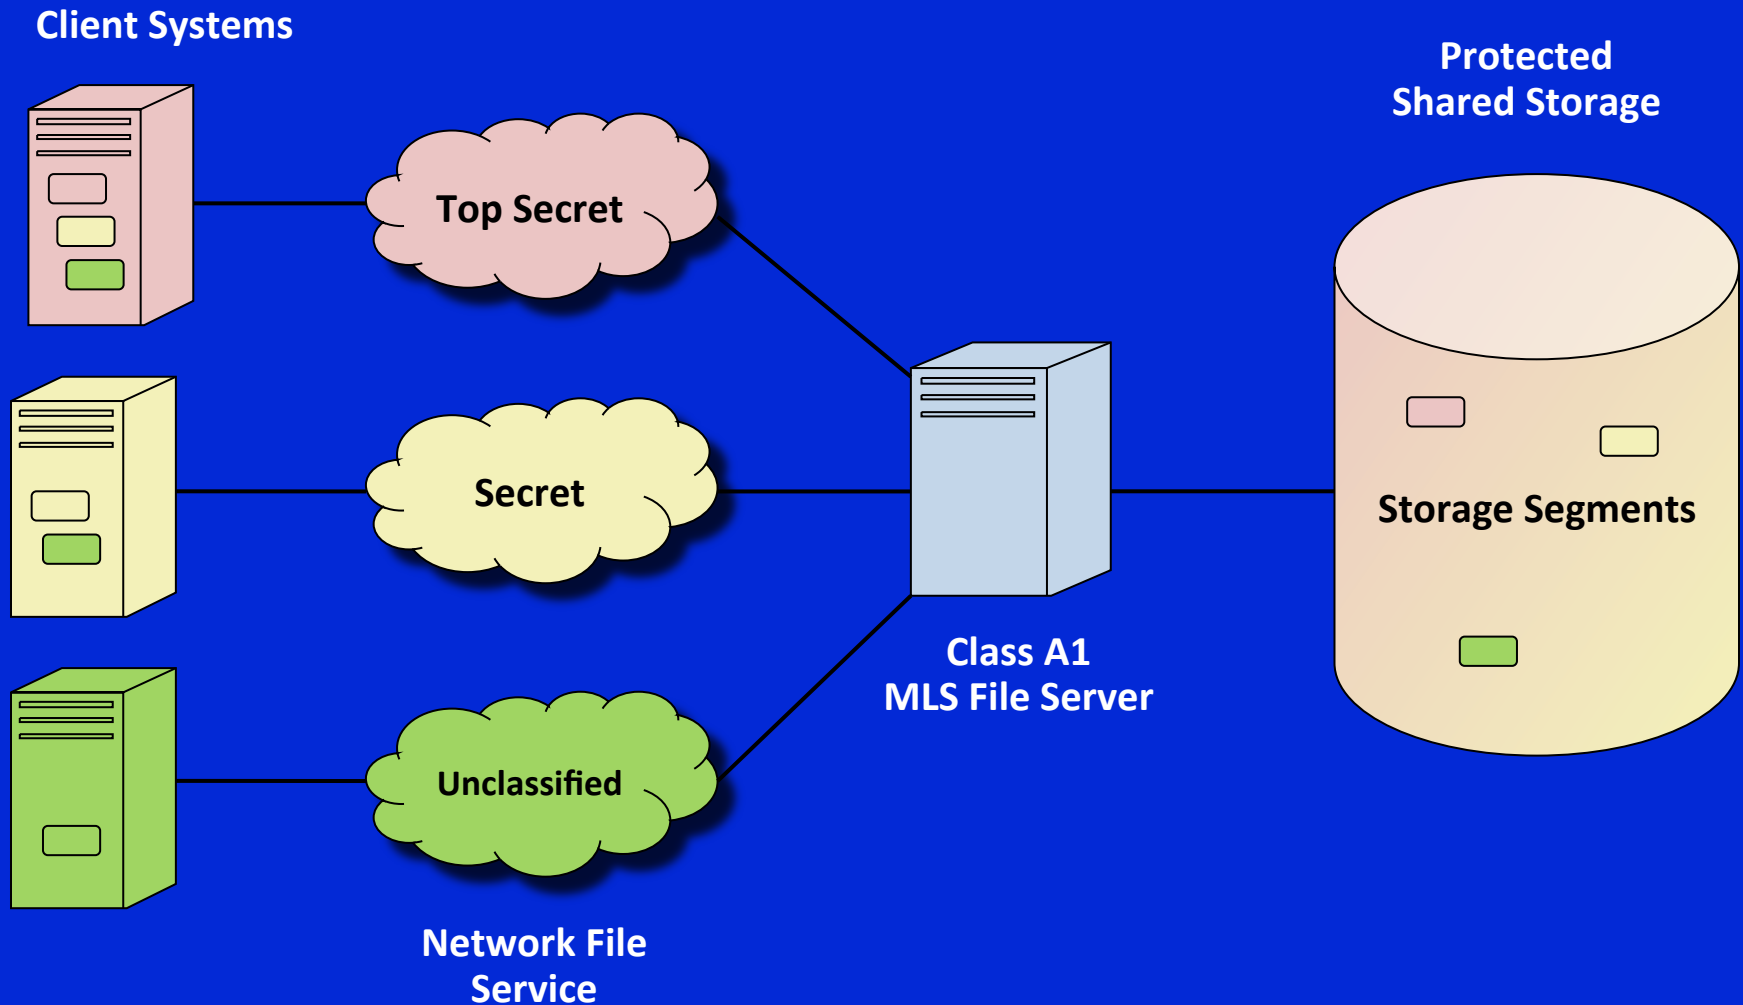 Client Systems
Protected
Shared Storage
Top Secret
Secret
Storage Segments
Class A1
MLS File Server
Unclassified
Network File
Service